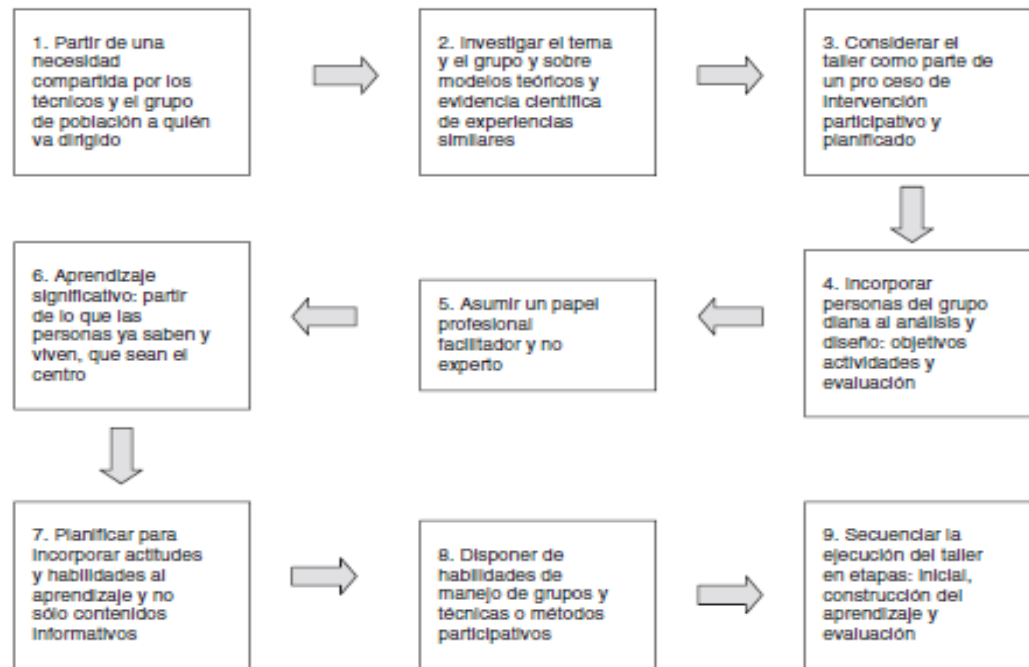 1. Partir de una
necesidad
compartida por los
técnicos y el grupo
de población a quién
va dirigido
2. Investigar el tema
y el grupo y sobre
modelos teóricos y
evidencia científica
de experiencias
similares
3. Considerar el
taller como parte de
un pro ceso de
intervención
participativo y
planificado
4. Incorporar
personas del grupo
diana al análisis y
diseño: objetivos
actividades y
evaluación
5. Asumir un papel
profesional
facilitador y no
experto
6. Aprendizaje
significativo: partir
de lo que las
personas ya saben y
viven, que sean el
centro
7. Planificar para
incorporar actitudes
y habilidades al
aprendizaje y no
sólo contenidos
informativos
8. Disponer de
habilidades de
manejo de grupos y
técnicas o métodos
participativos
9. Secuenciar la
ejecución del taller
en etapas: inicial,
construcción del
aprendizaje y
evaluación